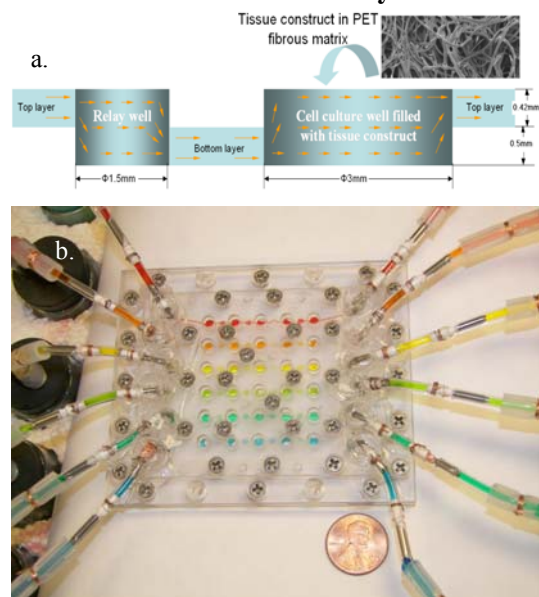 Tissue construct in PET
fibrous matrix
a.
Top layer
Relay well
Bottom layer
Cell culture well filled
with tissue construct
Top layer
0.42mm
0.5mm
Φ1.5mm
Φ3mm
b.